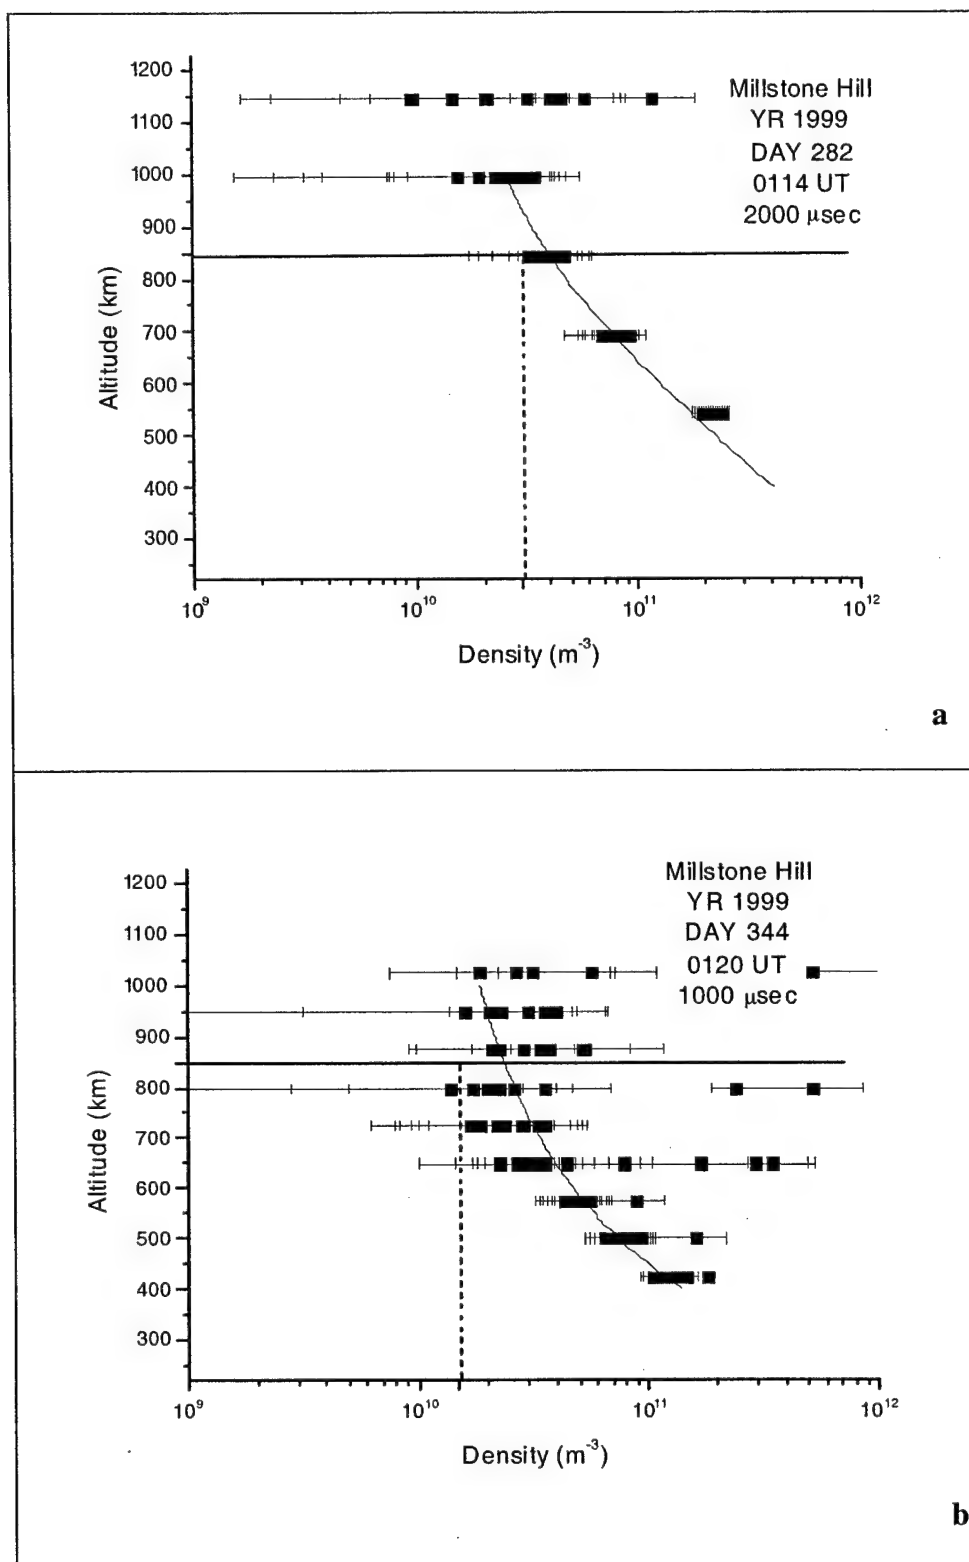 1200
1100
1000
900
800
700
600
500
400
300
Altitude (km)
Millstone Hill
YR 1999
DAY 282
0114 UT
2000 μsec
10⁹
10¹⁰
10¹¹
10¹²
Density (m⁻³)
a
1200
1100
1000
900
800
700
600
500
400
300
Altitude (km)
Millstone Hill
YR 1999
DAY 344
0120 UT
1000 μsec
10⁹
10¹⁰
10¹¹
10¹²
Density (m⁻³)
b